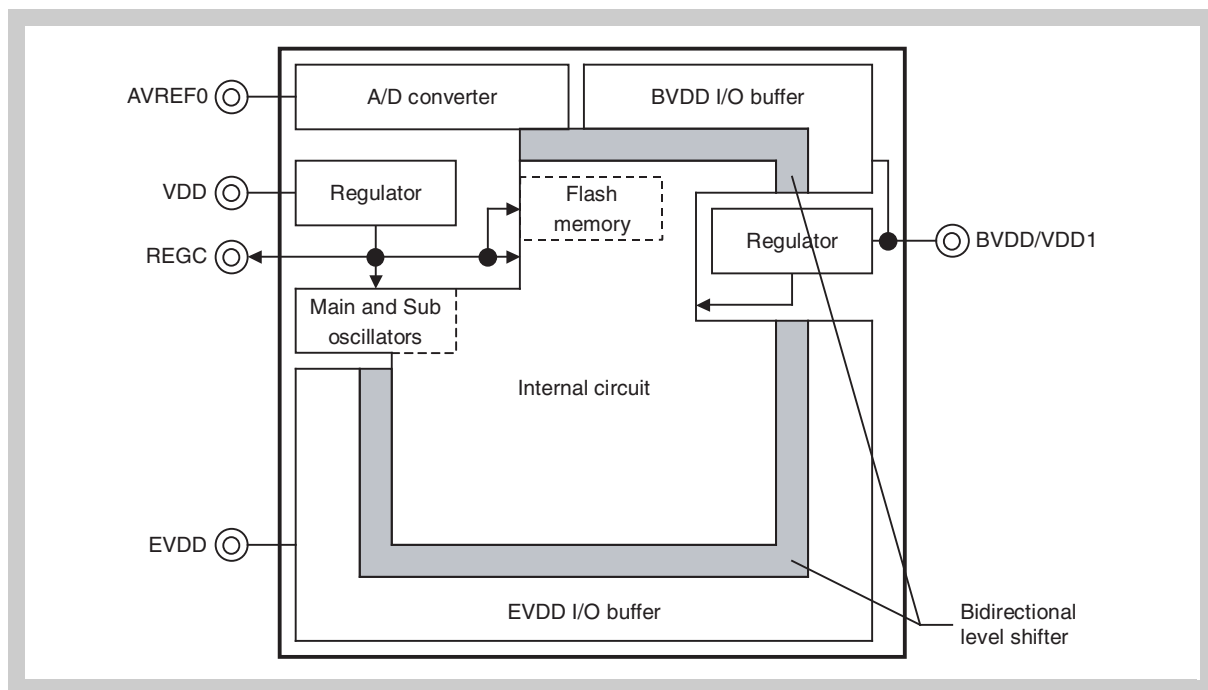 AVREF0
A/D converter
BVDD I/O buffer
VDD
Regulator
Flash
memory
REGC
Regulator
BVDD/VDD1
Main and Sub
oscillators
Internal circuit
EVDD
EVDD I/O buffer
Bidirectional
level shifter